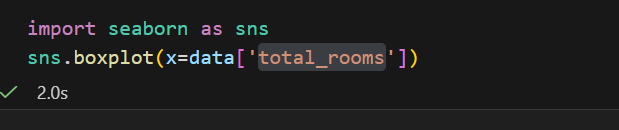 import seaborn as sns
sns.boxplot(x=data['total_rooms'])
2.0s